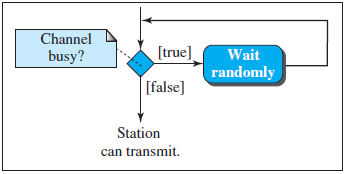 Channel
busy?
[true]
Wait
randomly
[false]
Station
can transmit.